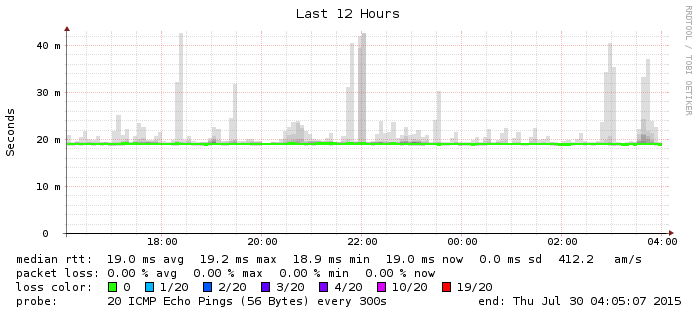 Last 12 Hours
RRDTOOL / TOBI OETIKER
Seconds
40 m
30 m
20 m
10 m
0
18:00 20:00 22:00 00:00 02:00 04:00
median rtt: 19.0 ms avg 19.2 ms max 18.9 ms min 19.0 ms now 0.0 ms sd 412.2 am/s
packet loss: 0.00 % avg 0.00 % max 0.00 % min 0.00 % now
loss color: 0 1/20 2/20 3/20 4/20 10/20 19/20
probe: 20 ICMP Echo Pings (56 Bytes) every 300s end: Thu Jul 30 04:05:07 2015